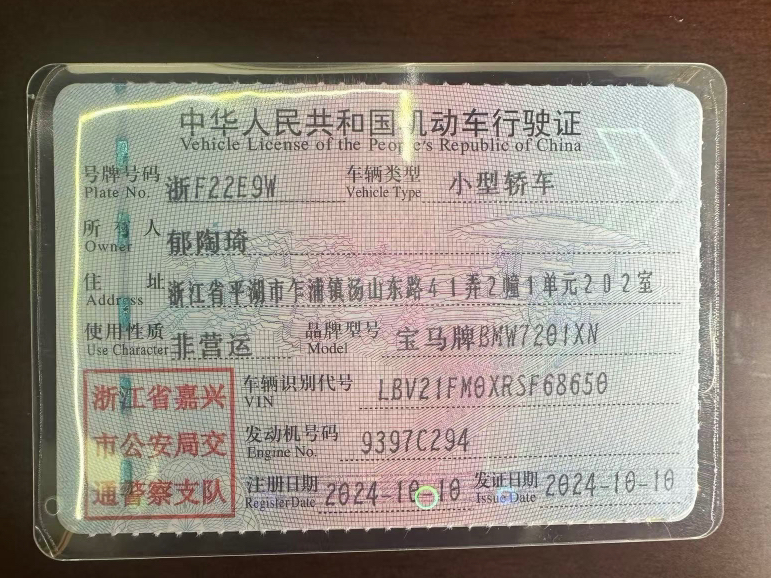 中华人民共和国机动车行驶证
Vehicle License of the People's Republic of China
号牌号码 浙F22E9W 车辆类型 小型轿车
Plate No. Vehicle Type
所有人 郁陶琦
Owner
住址 浙江省平湖市乍浦镇汤山东路41弄2幢1单元202室
Address
使用性质 非营运 品牌型号 宝马牌BMW7201XN
Use Character Model
浙江省嘉兴
市公安局交
通警察支队
车辆识别代号 LBV21FM0XRSF68650
VIN
发动机号码 9397C294
Engine No.
注册日期 2024-10-10 发证日期 2024-10-10
Register Date Issue Date